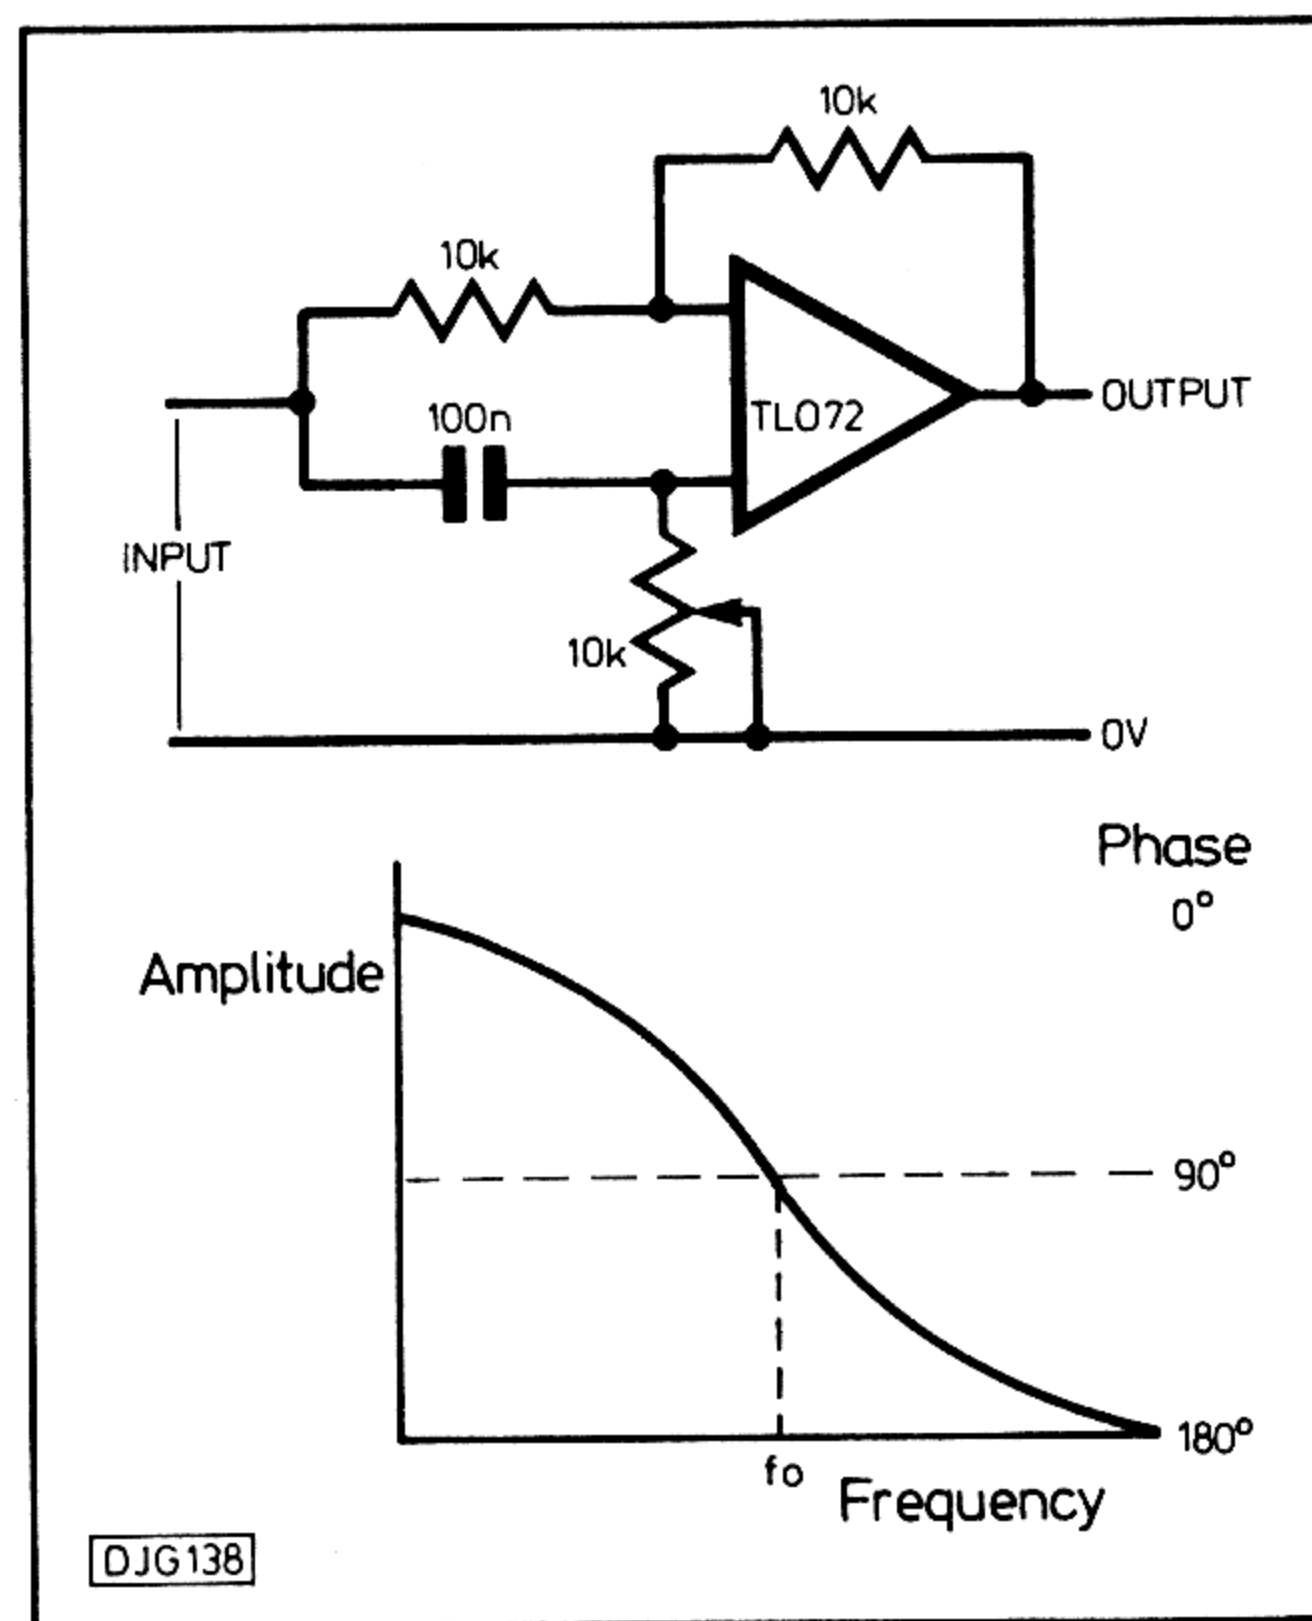 10k
10k
100n
TL072
OUTPUT
INPUT
10k
0V
Phase
0°
Amplitude
90°
180°
fo
Frequency
DJG138